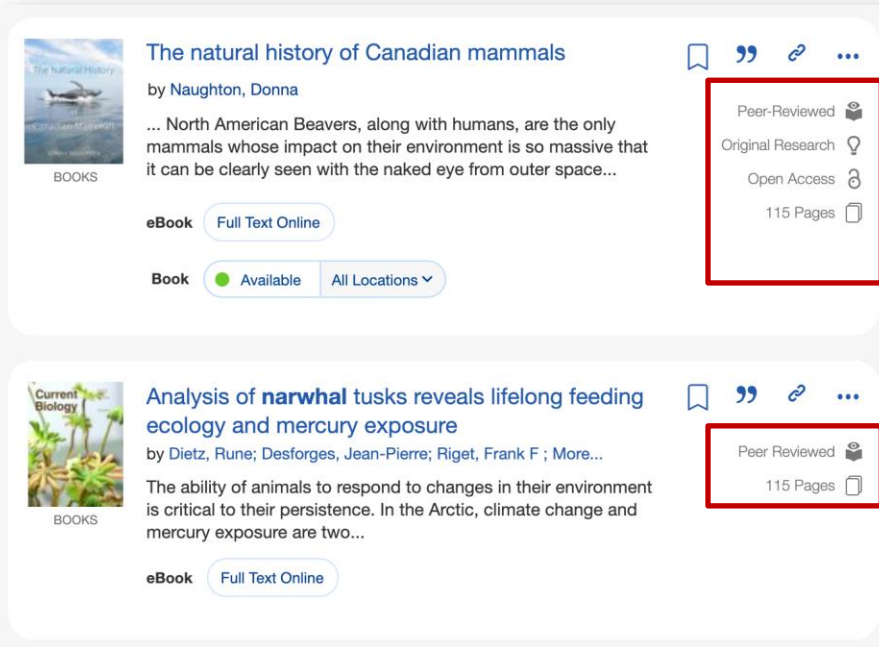 The natural history of Canadian mammals
by Naughton, Donna
... North American Beavers, along with humans, are the only
mammals whose impact on their environment is so massive that
it can be clearly seen with the naked eye from outer space...
The Natural History
Canadian Mammals
BOOKS
eBook Full Text Online
Book Available All Locations
Peer-Reviewed
Original Research
Open Access
115 Pages
Analysis of narwhal tusks reveals lifelong feeding
ecology and mercury exposure
by Dietz, Rune; Desforges, Jean-Pierre; Riget, Frank F ; More...
The ability of animals to respond to changes in their environment
is critical to their persistence. In the Arctic, climate change and
mercury exposure are two...
Current
Biology
BOOKS
eBook Full Text Online
Peer Reviewed
115 Pages